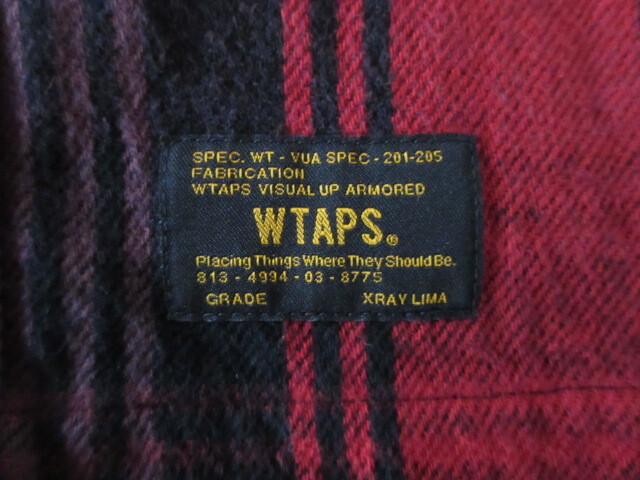 SPEC. WT - VUA SPEC - 201-205
FABRICATION
WTAPS VISUAL UP ARMORED
WTAPS®
Placing Things Where They Should Be.
813 - 4994 - 03 - 8775
GRADE XRAY LIMA